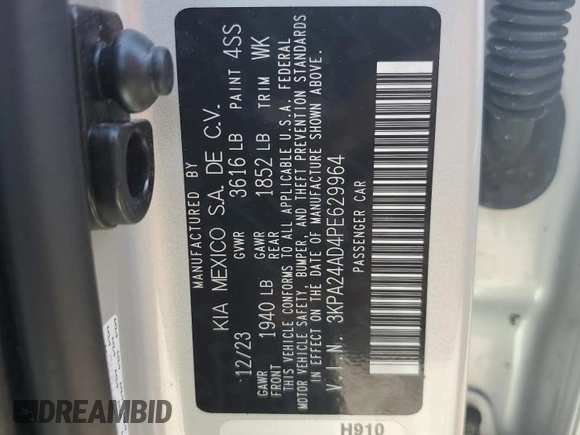 MANUFACTURED BY
KIA MEXICO S.A. DE C.V.
12/23 GVWR 3616 LB PAINT 4SS
GAWR FRONT 1940 LB GAWR REAR 1852 LB TRIM WK
THIS VEHICLE CONFORMS TO ALL APPLICABLE U.S.A. FEDERAL
MOTOR VEHICLE SAFETY, BUMPER, AND THEFT PREVENTION STANDARDS
IN EFFECT ON THE DATE OF MANUFACTURE SHOWN ABOVE.
V.I.N. 3KPA24AD4PE629964
PASSENGER CAR
H910
DREAMBID